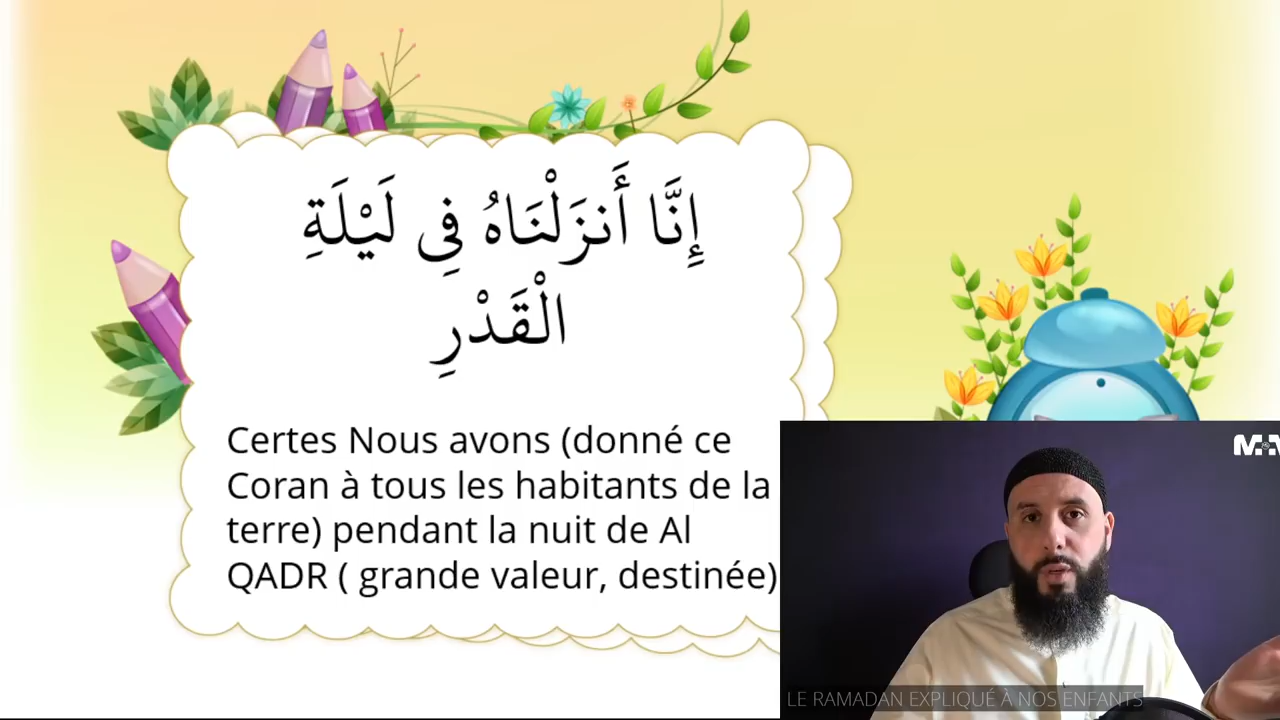 إِنَّا أَنزَلْنَاهُ فِى لَيْلَةِ
الْقَدْرِ
Certes Nous avons (donné ce
Coran à tous les habitants de la
terre) pendant la nuit de Al
QADR ( grande valeur, destinée)
LE RAMADAN EXPLIQUÉ À NOS ENFANTS